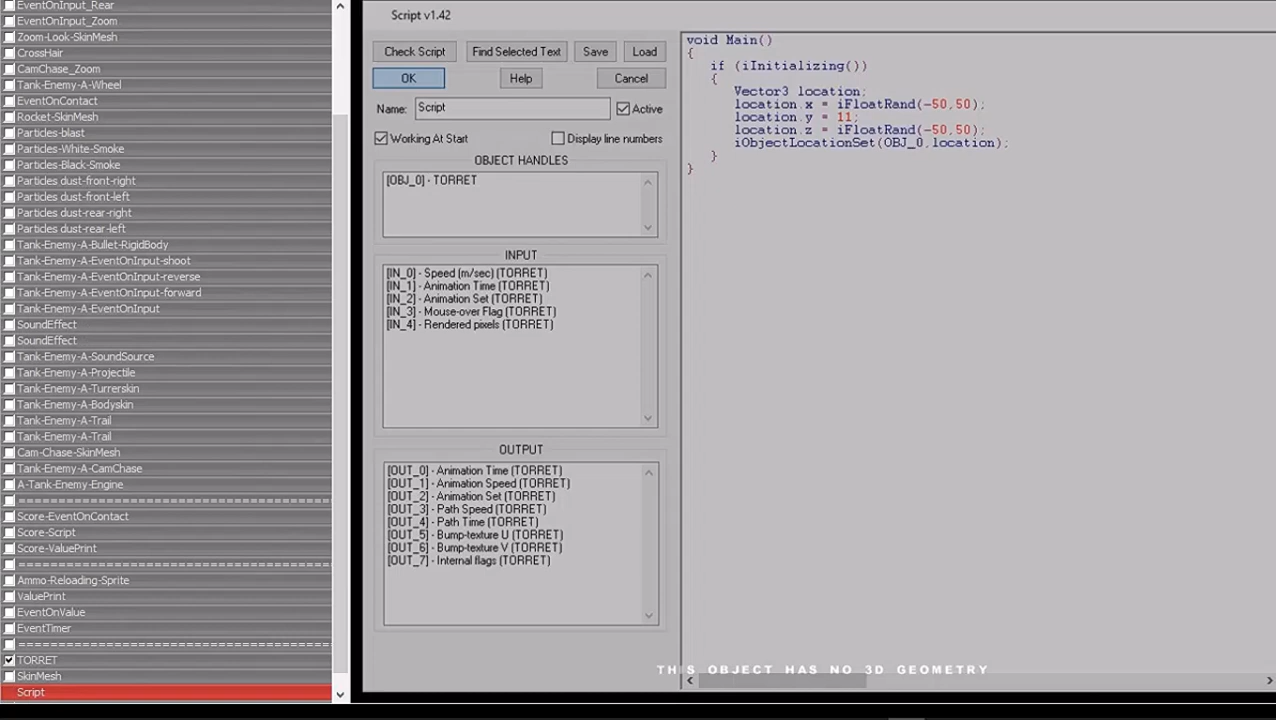 EventOnInput_Rear
EventOnInput_Zoom
Zoom-Look-SkinMesh
CrossHair
CamChase_Zoom
Tank-Enemy-A-Wheel
EventOnContact
Rocket-SkinMesh
Particles-blast
Particles-White-Smoke
Particles-Black-Smoke
Particles dust-front-right
Particles dust-front-left
Particles dust-rear-right
Particles dust-rear-left
Tank-Enemy-A-Bullet-RigidBody
Tank-Enemy-A-EventOnInput-shoot
Tank-Enemy-A-EventOnInput-reverse
Tank-Enemy-A-EventOnInput-forward
Tank-Enemy-A-EventOnInput
SoundEffect
SoundEffect
Tank-Enemy-A-SoundSource
Tank-Enemy-A-Projectile
Tank-Enemy-A-Turrerskin
Tank-Enemy-A-Bodyskin
Tank-Enemy-A-Trail
Tank-Enemy-A-Trail
Cam-Chase-SkinMesh
Tank-Enemy-A-CamChase
A-Tank-Enemy-Engine
=======================================
Score-EventOnContact
Score-Script
Score-ValuePrint
=======================================
Ammo-Reloading-Sprite
ValuePrint
EventOnValue
EventTimer
=======================================
TORRET
SkinMesh
Script
Script v1.42
Check Script
Find Selected Text
Save
Load
OK
Help
Cancel
Name:
Script
Active
Working At Start
Display line numbers
OBJECT HANDLES
[OBJ_0] - TORRET
INPUT
[IN_0] - Speed (m/sec) (TORRET)
[IN_1] - Animation Time (TORRET)
[IN_2] - Animation Set (TORRET)
[IN_3] - Mouse-over Flag (TORRET)
[IN_4] - Rendered pixels (TORRET)
OUTPUT
[OUT_0] - Animation Time (TORRET)
[OUT_1] - Animation Speed (TORRET)
[OUT_2] - Animation Set (TORRET)
[OUT_3] - Path Speed (TORRET)
[OUT_4] - Path Time (TORRET)
[OUT_5] - Bump-texture U (TORRET)
[OUT_6] - Bump-texture V (TORRET)
[OUT_7] - Internal flags (TORRET)
void Main()
{
if (iInitializing())
{
Vector3 location;
location.x = iFloatRand(-50,50);
location.y = 11;
location.z = iFloatRand(-50,50);
iObjectLocationSet(OBJ_0,location);
}
}
THIS OBJECT HAS NO 3D GEOMETRY